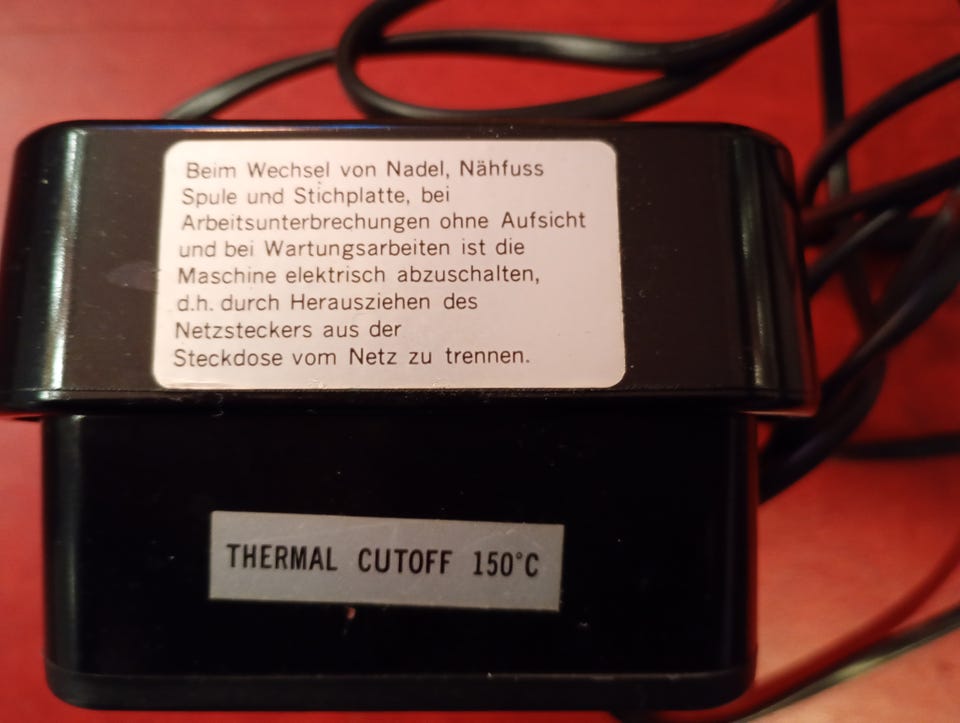 Beim Wechsel von Nadel, Nähfuss
Spule und Stichplatte, bei
Arbeitsunterbrechungen ohne Aufsicht
und bei Wartungsarbeiten ist die
Maschine elektrisch abzuschalten,
d.h. durch Herausziehen des
Netzsteckers aus der
Steckdose vom Netz zu trennen.
THERMAL CUTOFF 150°C